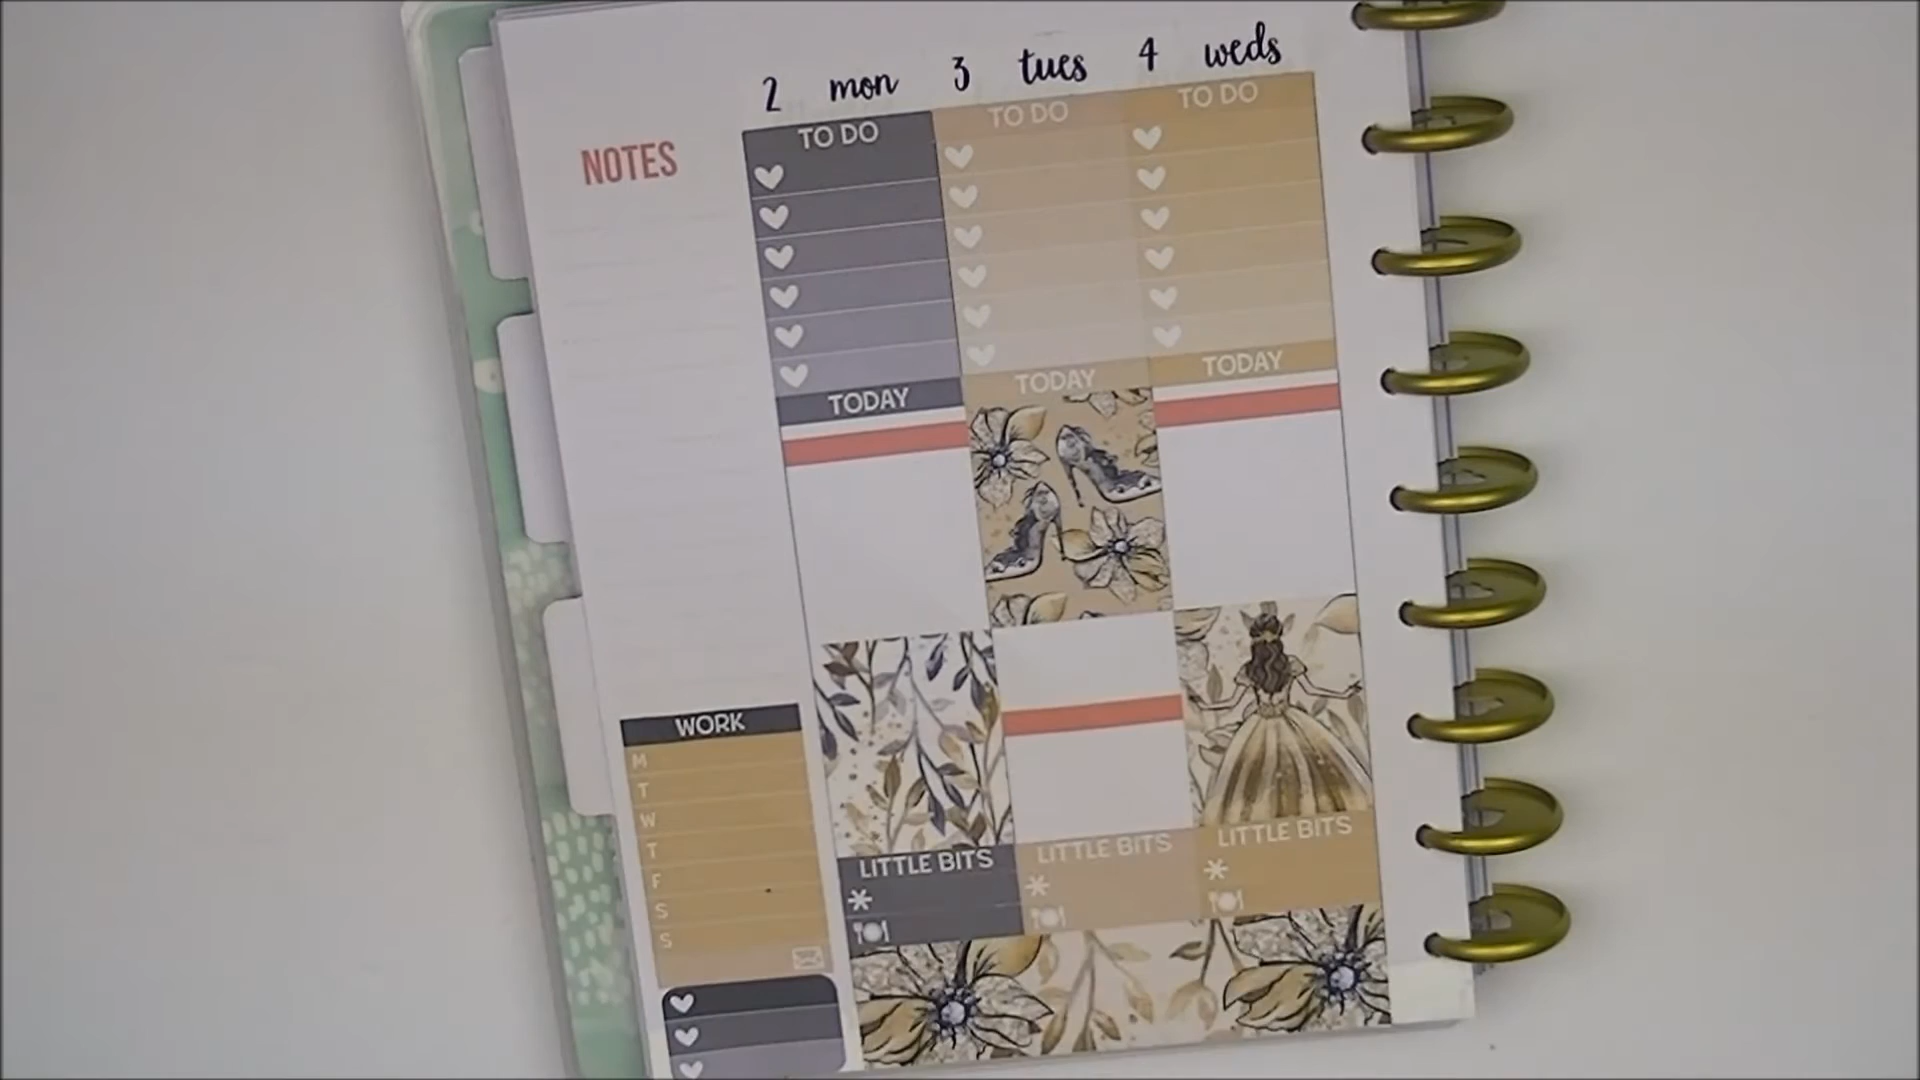 2 mon 3 tues 4 weds
NOTES
TO DO TO DO TO DO
TODAY TODAY TODAY
WORK
M
T
W
T
F
S
S
LITTLE BITS LITTLE BITS LITTLE BITS